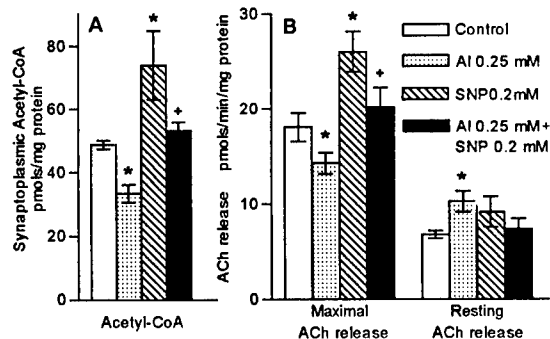 A
Synaptoplasmic Acetyl-CoA
pmols/mg protein
80
60
40
20
0
*
*
+
Acetyl-CoA
B
ACh release pmols/min/mg protein
30
20
10
0
*
*
+
*
Maximal
ACh release
Resting
ACh release
Control
Al 0.25 mM
SNP0.2mM
Al 0.25 mM+
SNP 0.2 mM